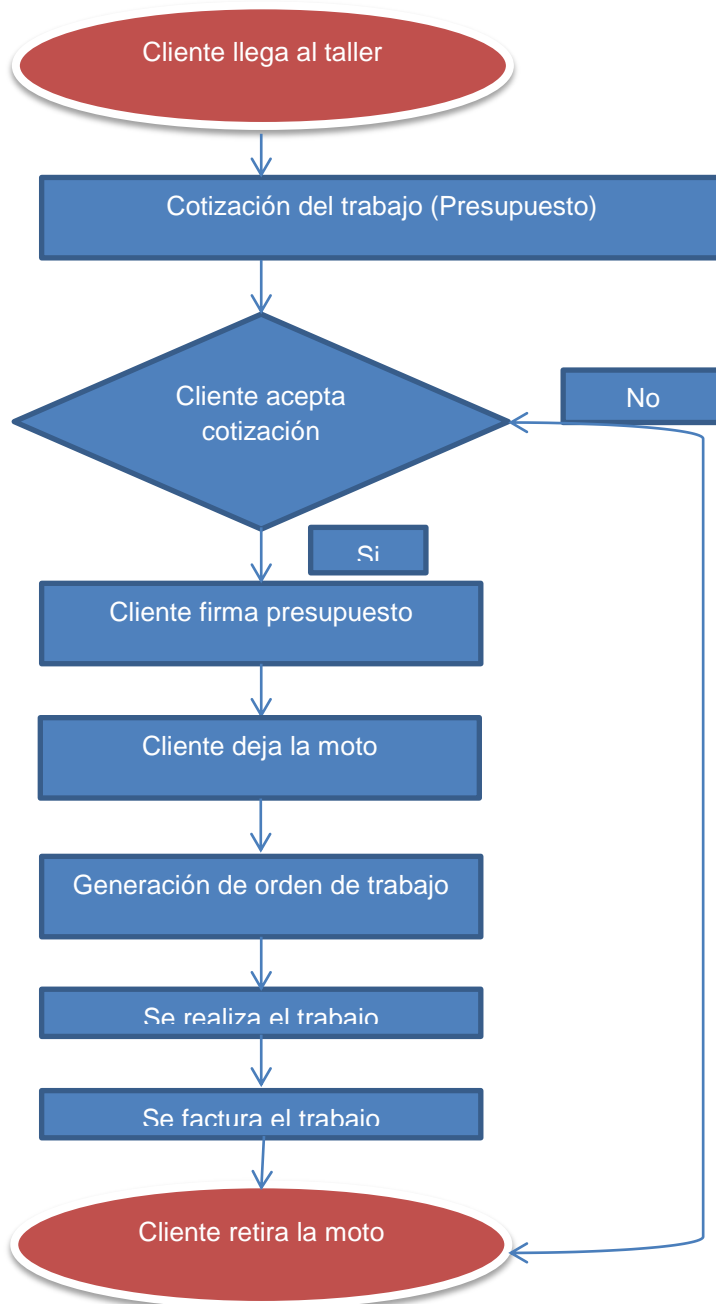 Cliente llega al taller
Cotización del trabajo (Presupuesto)
Cliente acepta
cotización
No
Si
Cliente firma presupuesto
Cliente deja la moto
Generación de orden de trabajo
Se realiza el trabajo
Se factura el trabajo
Cliente retira la moto